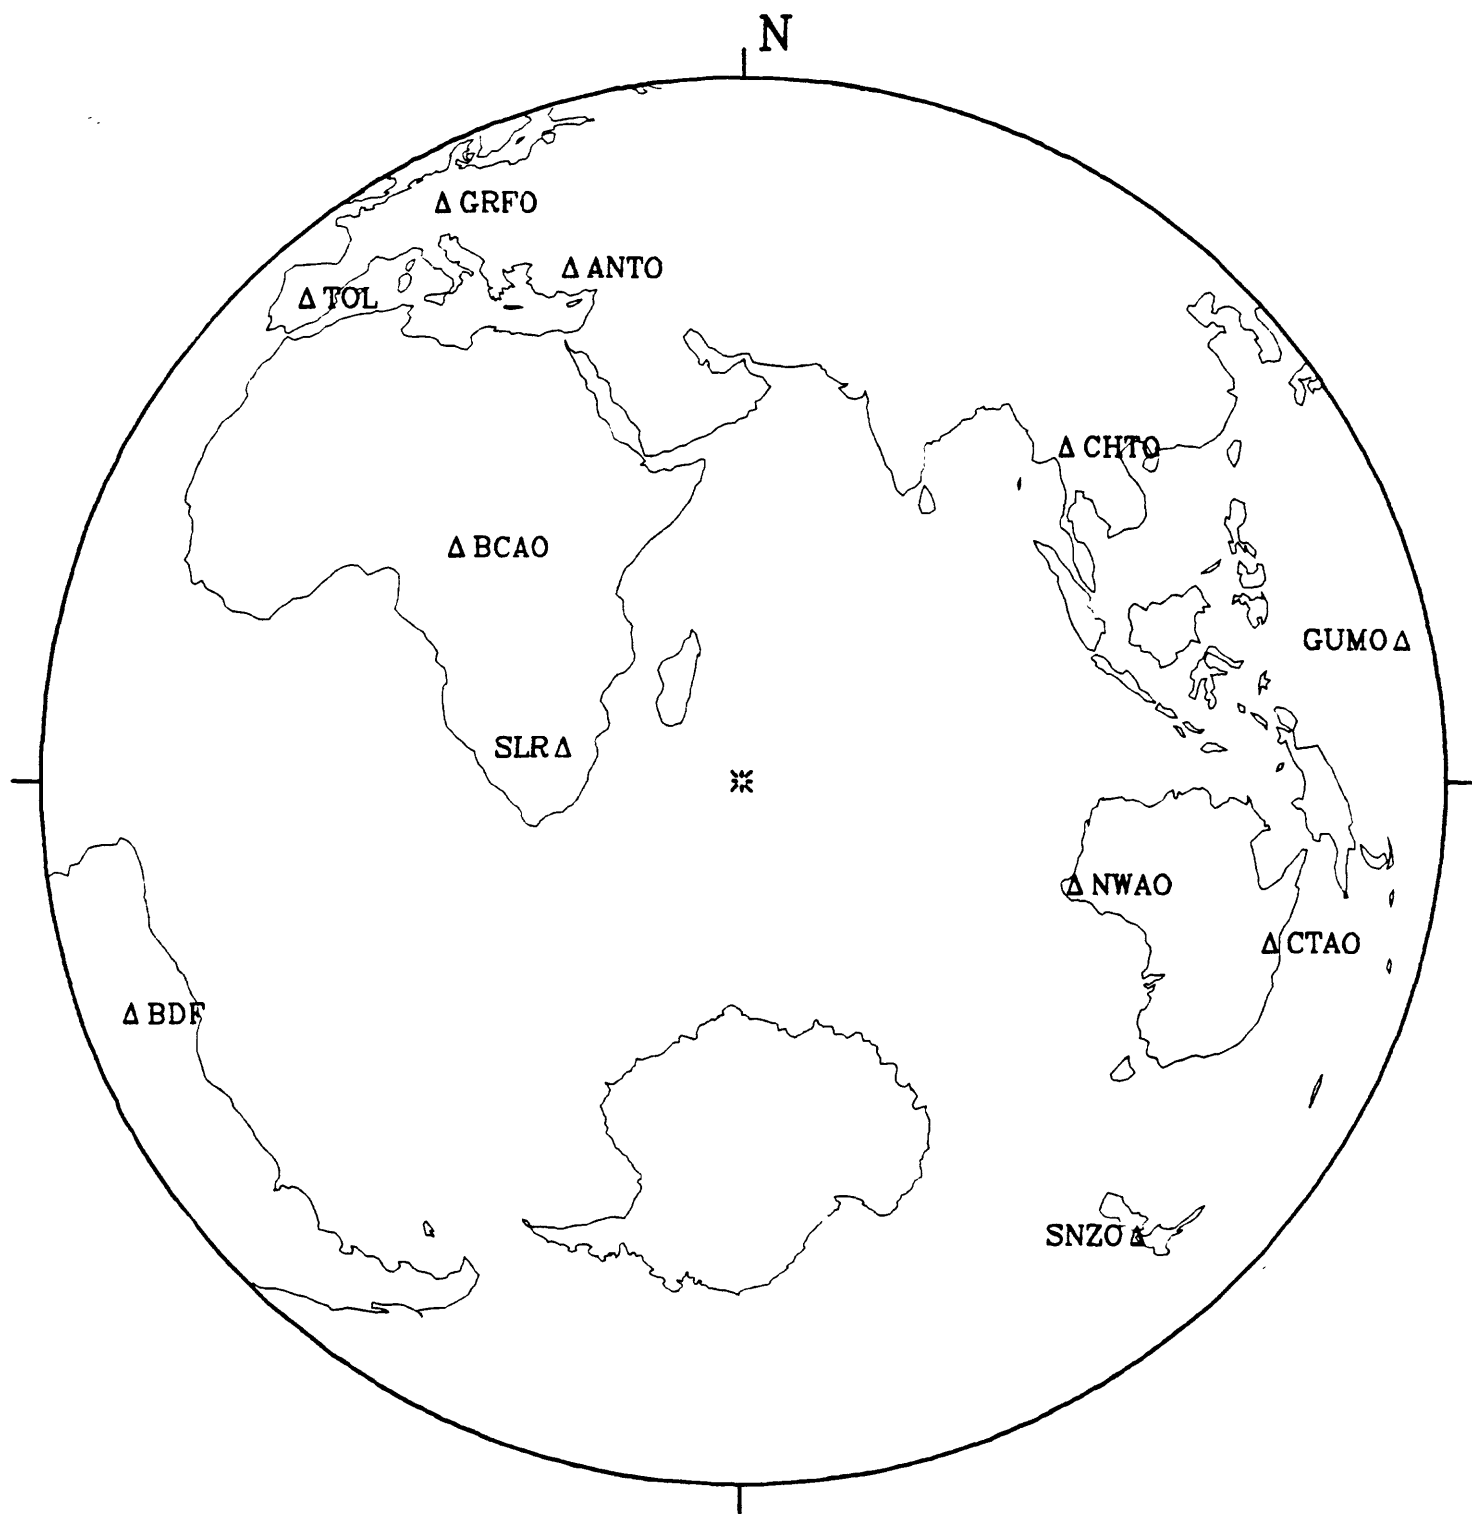 N
GRFO
ANTO
TOL
CHTO
BCAO
GUMO
SLR
NWAO
CTAO
BDF
SNZO